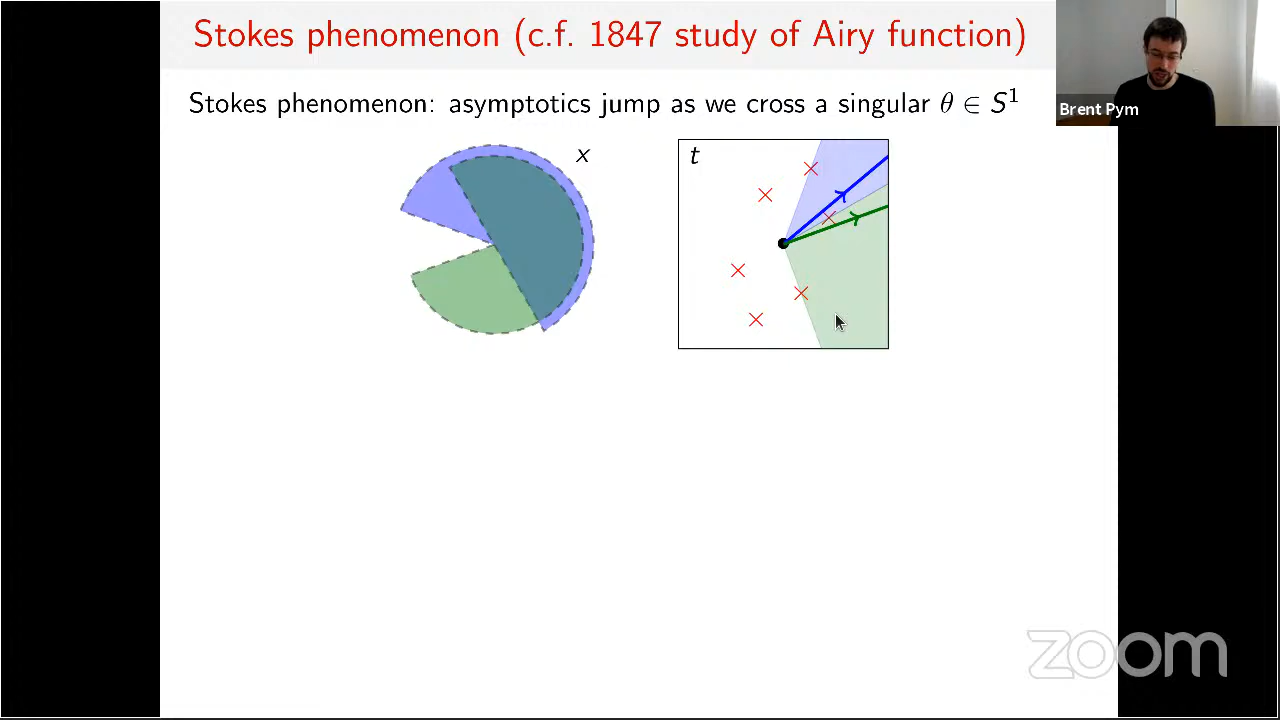 Stokes phenomenon (c.f. 1847 study of Airy function)
Brent Pym
Stokes phenomenon: asymptotics jump as we cross a singular θ ∈ S¹
x
t
zoom